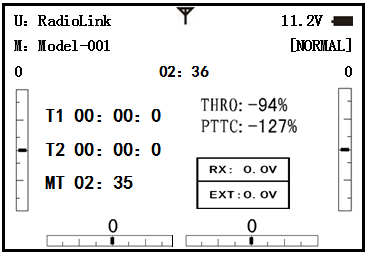 U: RadioLink 11.2V
M: Model-001 [NORMAL]
0 02: 36 0
T1 00: 00: 0
THRO:-94%
PTTC:-127%
T2 00: 00: 0
MT 02: 35
RX: 0.0V
EXT:0.0V
0 0